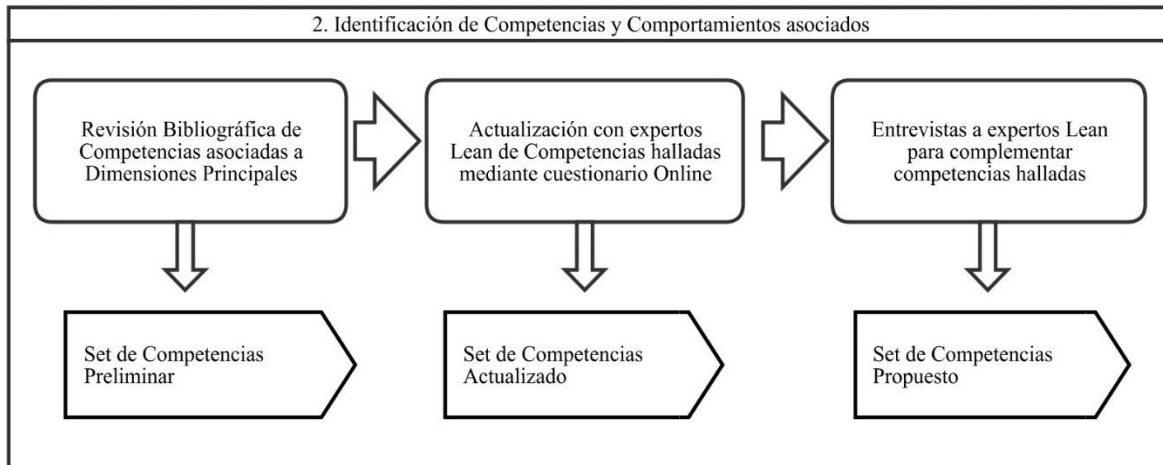 2. Identificación de Competencias y Comportamientos asociados
Revisión Bibliográfica de
Competencias asociadas a
Dimensiones Principales
Actualización con expertos
Lean de Competencias halladas
mediante cuestionario Online
Entrevistas a expertos Lean
para complementar
competencias halladas
Set de Competencias
Preliminar
Set de Competencias
Actualizado
Set de Competencias
Propuesto